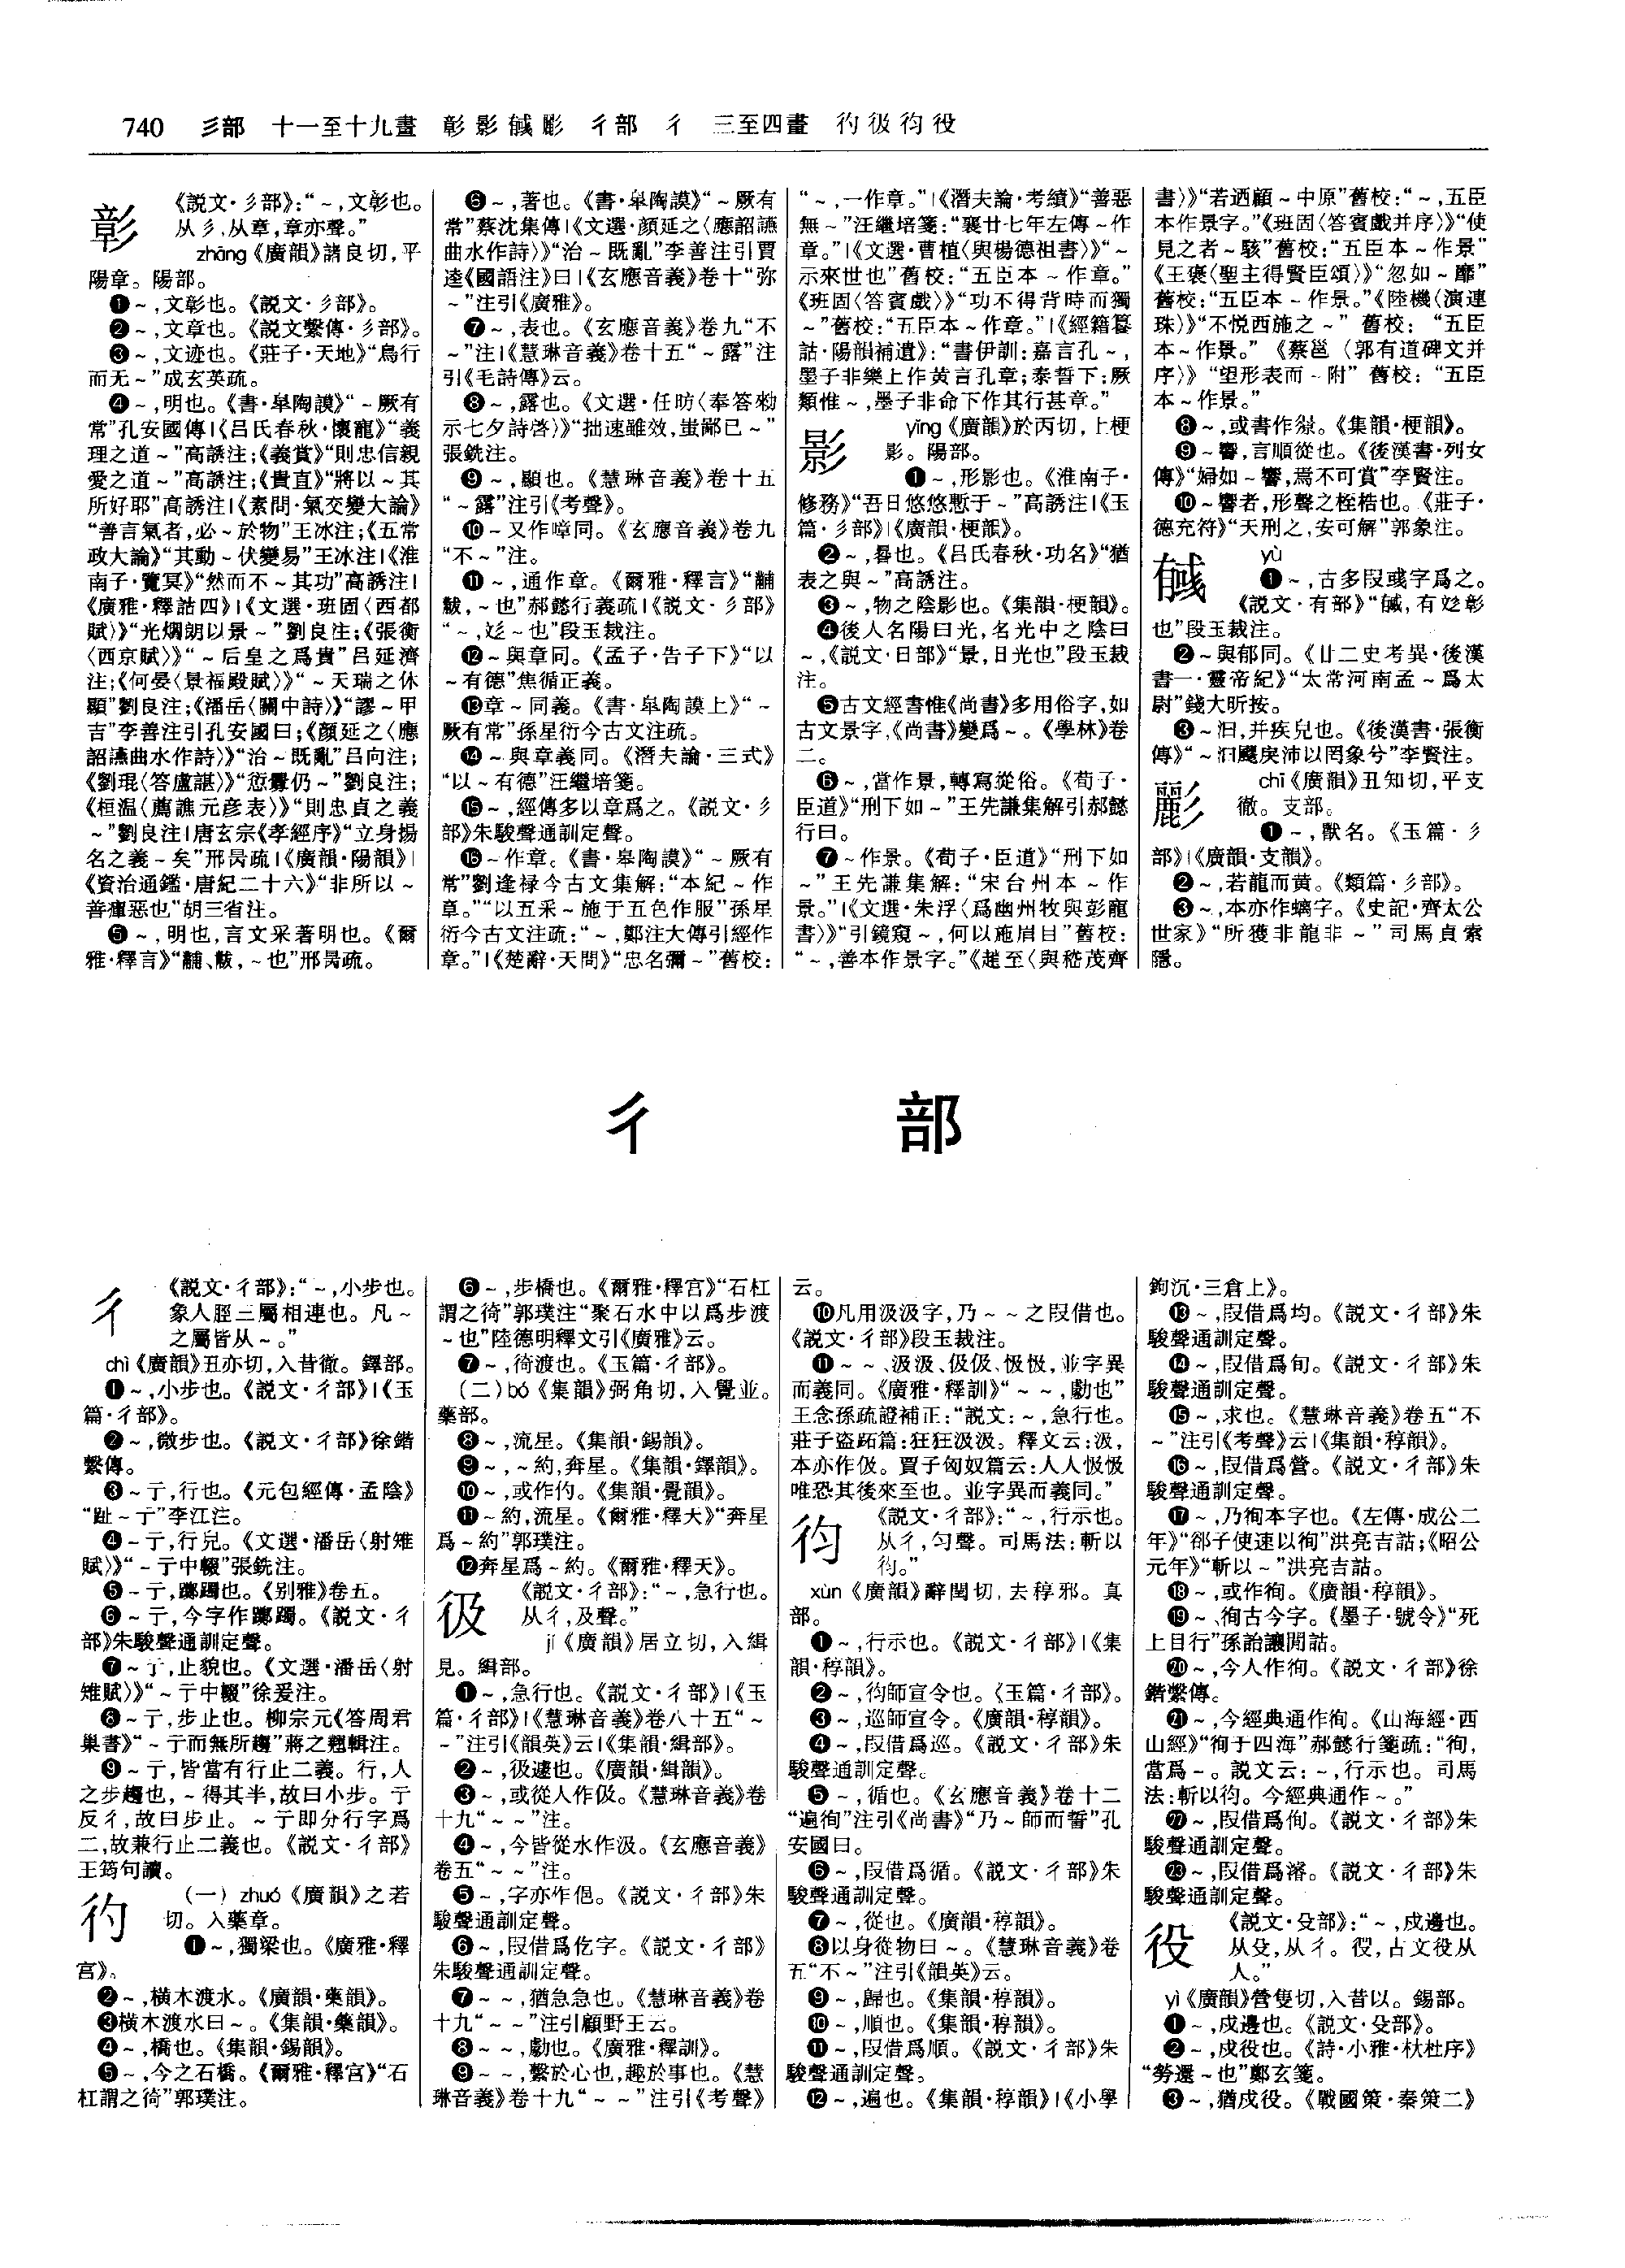 740 彡部 十一至十九畫 彰影彧彲 彳部 彳 三至四畫 彴彶徇役
彰
《説文·彡部》：“～，文彰也。
从彡，从章，章亦聲。”
zhāng《廣韻》諸良切，平
陽章。陽部。
❶～，文彰也。《説文·彡部》。
❷～，文章也。《説文繫傳·彡部》。
❸～，文迹也。《莊子·天地》“鳥行
而无～”成玄英疏。
❹～，明也。《書·皋陶謨》“～厥有
常”孔安國傳|《吕氏春秋·懷寵》“義
理之道～”高誘注；《義賞》“則忠信親
愛之道～”高誘注；《貴直》“將以～其
所好耶”高誘注|《素問·氣交變大論》
“善言氣者，必～於物”王冰注；《五常
政大論》“其動～伏變易”王冰注|《淮
南子·覽冥》“然而不～其功”高誘注|
《廣雅·釋詁四》|《文選·班固〈西都
賦〉》“光爓朗以景～”劉良注；《張衡
〈西京賦〉》“～后皇之爲貴”吕延濟
注；《何晏〈景福殿賦〉》“～天瑞之休
顯”劉良注；《潘岳〈關中詩〉》“謬～甲
吉”李善注引孔安國曰；《顔延之〈應
詔讌曲水作詩〉》“治～既亂”吕向注；
《劉琨〈答盧諶〉》“愆釁仍～”劉良注；
《桓温〈薦譙元彦表〉》“則忠貞之義
～”劉良注|唐玄宗《孝經序》“立身揚
名之義～矣”邢昺疏|《廣韻·陽韻》|
《資治通鑑·唐紀二十六》“非所以～
善癉惡也”胡三省注。
❺～，明也，言文采著明也。《爾
雅·釋言》“黼、黻，～也”邢昺疏。
❻～，著也。《書·皋陶謨》“～厥有
常”蔡沈集傳|《文選·顔延之〈應詔讌
曲水作詩〉》“治～既亂”李善注引賈
逵《國語注》曰|《玄應音義》卷十“弥
～”注引《廣雅》。
❼～，表也。《玄應音義》卷九“不
～”注|《慧琳音義》卷十五“～露”注
引《毛詩傳》云。
❽～，露也。《文選·任昉〈奉答勑
示七夕詩啓〉》“拙速雖效，蚩鄙已～”
張銑注。
❾～，顯也。《慧琳音義》卷十五
“～露”注引《考聲》。
❿～又作暲同。《玄應音義》卷九
“不～”注。
⓫～，通作章。《爾雅·釋言》“黼
黻，～也”郝懿行義疏|《説文·彡部》
“～，彣～也”段玉裁注。
⓬～與章同。《孟子·告子下》“以
～有德”焦循正義。
⓭章～同義。《書·皋陶謨上》“～
厥有常”孫星衍今古文注疏。
⓮～與章義同。《潛夫論·三式》
“以～有德”汪繼培箋。
⓯～，經傳多以章爲之。《説文·彡
部》朱駿聲通訓定聲。
⓰～作章。《書·皋陶謨》“～厥有
常”劉逢禄今古文集解：“本紀～作
章。”“以五采～施于五色作服”孫星
衍今古文注疏：“～，鄭注大傳引經作
章。”|《楚辭·天問》“忠名彌～”舊校：
“～，一作章。”|《潛夫論·考績》“善惡
無～”汪繼培箋：“襄廿七年左傳～作
章。”|《文選·曹植〈與楊德祖書〉》“～
示來世也”舊校：“五臣本～作章。”
《班固〈答賓戲〉》“功不得背時而獨
～”舊校：“五臣本～作章。”|《經籍籑
詁·陽韻補遺》：“書伊訓：嘉言孔～，
墨子非樂上作黄言孔章；泰誓下：厥
類惟～，墨子非命下作其行甚章。”
影
yǐng《廣韻》於丙切，上梗
影。陽部。
❶～，形影也。《淮南子·
修務》“吾日悠悠慙于～”高誘注|《玉
篇·彡部》|《廣韻·梗韻》。
❷～，晷也。《吕氏春秋·功名》“猶
表之與～”高誘注。
❸～，物之陰影也。《集韻·梗韻》。
❹後人名陽曰光，名光中之陰曰
～，《説文·日部》“景，日光也”段玉裁
注。
❺古文經書惟《尚書》多用俗字，如
古文景字，《尚書》變爲～。《學林》卷
二。
❻～，當作景，轉寫從俗。《荀子·
臣道》“刑下如～”王先謙集解引郝懿
行曰。
❼～作景。《荀子·臣道》“刑下如
～”王先謙集解：“宋台州本～作
景。”|《文選·朱浮〈爲幽州牧與彭寵
書〉》“引鏡窺～，何以施眉目”舊校：
“～，善本作景字。”《趙至〈與嵇茂齊
書〉》“若迺顧～中原”舊校：“～，五臣
本作景字。”《班固〈答賓戲并序〉》“使
見之者～駭”舊校：“五臣本～作景”
《王褒〈聖主得賢臣頌〉》“忽如～靡”
舊校：“五臣本～作景。”《陸機〈演連
珠〉》“不悦西施之～” 舊校： “五臣
本～作景。” 《蔡邕〈郭有道碑文并
序〉》 “望形表而～附” 舊校： “五臣
本～作景。”
❽～，或書作𢒈。《集韻·梗韻》。
❾～響，言順從也。《後漢書·列女
傳》“婦如～響，焉不可賞”李賢注。
❿～響者，形聲之桎梏也。《莊子·
德充符》“天刑之，安可解”郭象注。
yù
❶～，古多叚彧字爲之。
《説文·有部》“䤋，有彣彰
也”段玉裁注。
❷～與郁同。《廿二史考異·後漢
書一·靈帝紀》“太常河南孟～爲太
尉”錢大昕按。
❸～汨，并疾皃也。《後漢書·張衡
傳》“～汨飂戾沛以罔象兮”李賢注。
彲
chī《廣韻》丑知切，平支
徹。支部。
❶～，獸名。《玉篇·彡
部》|《廣韻·支韻》。
❷～，若龍而黄。《類篇·彡部》。
❸～，本亦作螭字。《史記·齊太公
世家》“所獲非龍非～”司馬貞索
隱。
彳 部
彳
《説文·彳部》：“～，小步也。
象人脛三屬相連也。凡～
之屬皆从～。”
chì《廣韻》丑亦切，入昔徹。鐸部。
❶～，小步也。《説文·彳部》|《玉
篇·彳部》。
❷～，微步也。《説文·彳部》徐鍇
繫傳。
❸～亍，行也。《元包經傳·孟陰》
“趾～亍”李江注。
❹～亍，行皃。《文選·潘岳〈射雉
賦〉》“～亍中輟”張銑注。
❺～亍，躑躅也。《别雅》卷五。
❻～亍，今字作躑躅。《説文·彳
部》朱駿聲通訓定聲。
❼～亍，止貌也。《文選·潘岳〈射
雉賦〉》“～亍中輟”徐爰注。
❽～亍，步止也。柳宗元《答周君
巢書》“～亍而無所趨”蔣之翹輯注。
❾～亍，皆當有行止二義。行，人
之步趨也，～得其半，故曰小步。亍
反彳，故曰步止。～亍即分行字爲
二，故兼行止二義也。《説文·彳部》
王筠句讀。
彴
（一）zhuó《廣韻》之若
切。入藥章。
❶～，獨梁也。《廣雅·釋
宫》。
❷～，横木渡水。《廣韻·藥韻》。
❸横木渡水曰～。《集韻·藥韻》。
❹～，橋也。《集韻·錫韻》。
❺～，今之石橋。《爾雅·釋宫》“石
杠謂之徛”郭璞注。
❻～，步橋也。《爾雅·釋宫》“石杠
謂之徛”郭璞注“聚石水中以爲步渡
～也”陸德明釋文引《廣雅》云。
❼～，徛渡也。《玉篇·彳部》。
（二）bó《集韻》弼角切，入覺並。
藥部。
❽～，流星。《集韻·錫韻》。
❾～，～約，奔星。《集韻·鐸韻》。
❿～，或作仢。《集韻·覺韻》。
⓫～約，流星。《爾雅·釋天》“奔星
爲～約”郭璞注。
⓬奔星爲～約。《爾雅·釋天》。
彶
《説文·彳部》：“～，急行也。
从彳，及聲。”
jí《廣韻》居立切，入緝
見。緝部。
❶～，急行也。《説文·彳部》|《玉
篇·彳部》|《慧琳音義》卷八十五“～
～”注引《韻英》云|《集韻·緝部》。
❷～，彶遽也。《廣韻·緝韻》。
❸～，或從人作伋。《慧琳音義》卷
十九“～～”注。
❹～，今皆從水作汲。《玄應音義》
卷五“～～”注。
❺～，字亦作㑫。《説文·彳部》朱
駿聲通訓定聲。
❻～，叚借爲仡字。《説文·彳部》
朱駿聲通訓定聲。
❼～～，猶急急也。《慧琳音義》卷
十九“～～”注引顧野王云。
❽～～，勮也。《廣雅·釋訓》。
❾～～，繫於心也，趣於事也。《慧
琳音義》卷十九“～～”注引《考聲》
云。
❿凡用汲汲字，乃～～之叚借也。
《説文·彳部》段玉裁注。
⓫～～、汲汲、伋伋、忣忣，並字異
而義同。《廣雅·釋訓》“～～，勮也”
王念孫疏證補正：“説文：～，急行也。
莊子盜跖篇：狂狂汲汲。釋文云：汲，
本亦作伋。賈子匈奴篇云：人人忣忣
唯恐其後來至也。並字異而義同。”
袀
《説文·彳部》：“～，行示也。
从彳，匀聲。司馬法：斬以
㣔。”
xùn《廣韻》辭閏切，去稕邪。真
部。
❶～，行示也。《説文·彳部》|《集
韻·稕韻》。
❷～，㣔師宣令也。《玉篇·彳部》。
❸～，巡師宣令。《廣韻·稕韻》。
❹～，叚借爲巡。《説文·彳部》朱
駿聲通訓定聲。
❺～，循也。《玄應音義》卷十二
“遍徇”注引《尚書》“乃～師而誓”孔
安國曰。
❻～，叚借爲循。《説文·彳部》朱
駿聲通訓定聲。
❼～，從也。《廣韻·稕韻》。
❽以身從物曰～。《慧琳音義》卷
五“不～”注引《韻英》云。
❾～，歸也。《集韻·稕韻》。
❿～，順也。《集韻·稕韻》。
⓫～，叚借爲順。《説文·彳部》朱
駿聲通訓定聲。
⓬～，遍也。《集韻·稕韻》|《小學
鉤沉·三倉上》。
⓭～，叚借爲均。《説文·彳部》朱
駿聲通訓定聲。
⓮～，叚借爲旬。《説文·彳部》朱
駿聲通訓定聲。
⓯～，求也。《慧琳音義》卷五“不
～”注引《考聲》云|《集韻·稕韻》。
⓰～，叚借爲營。《説文·彳部》朱
駿聲通訓定聲。
⓱～，乃徇本字也。《左傳·成公二
年》“郤子使速以徇”洪亮吉詁；《昭公
元年》“斬以～”洪亮吉詁。
⓲～，或作徇。《廣韻·稕韻》。
⓳～、徇古今字。《墨子·號令》“死
上目行”孫詒讓閒詁。
⓴～，今人作徇。《説文·彳部》徐
鍇繫傳。
㉑～，今經典通作徇。《山海經·西
山經》“徇于四海”郝懿行箋疏：“徇，
當爲～。説文云：～，行示也。司馬
法：斬以㣔。今經典通作～。”
㉒～，叚借爲侚。《説文·彳部》朱
駿聲通訓定聲。
㉓～，叚借爲濬。《説文·彳部》朱
駿聲通訓定聲。
役
《説文·殳部》：“～，戍邊也。
从殳，从彳。伇，古文役从
人。”
yì《廣韻》營隻切，入昔以。錫部。
❶～，戍邊也。《説文·殳部》。
❷～，戍役也。《詩·小雅·杕杜序》
“勞還～也”鄭玄箋。
❸～，猶戍役。《戰國策·秦策二》